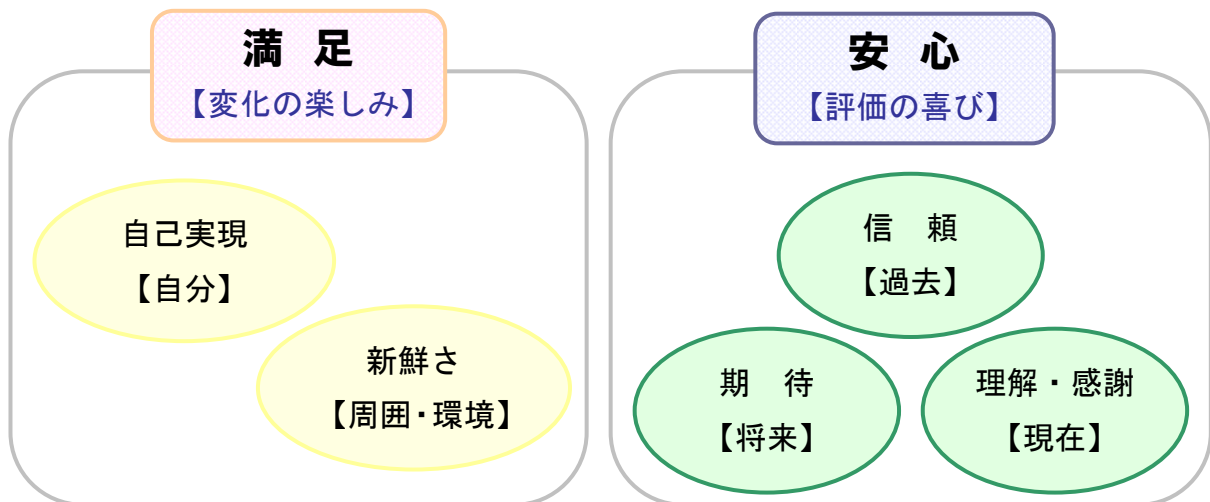 満 足
【変化の楽しみ】
自己実現
【自分】
新鮮さ
【周囲・環境】
安 心
【評価の喜び】
信 頼
【過去】
期 待
【将来】
理解・感謝
【現在】